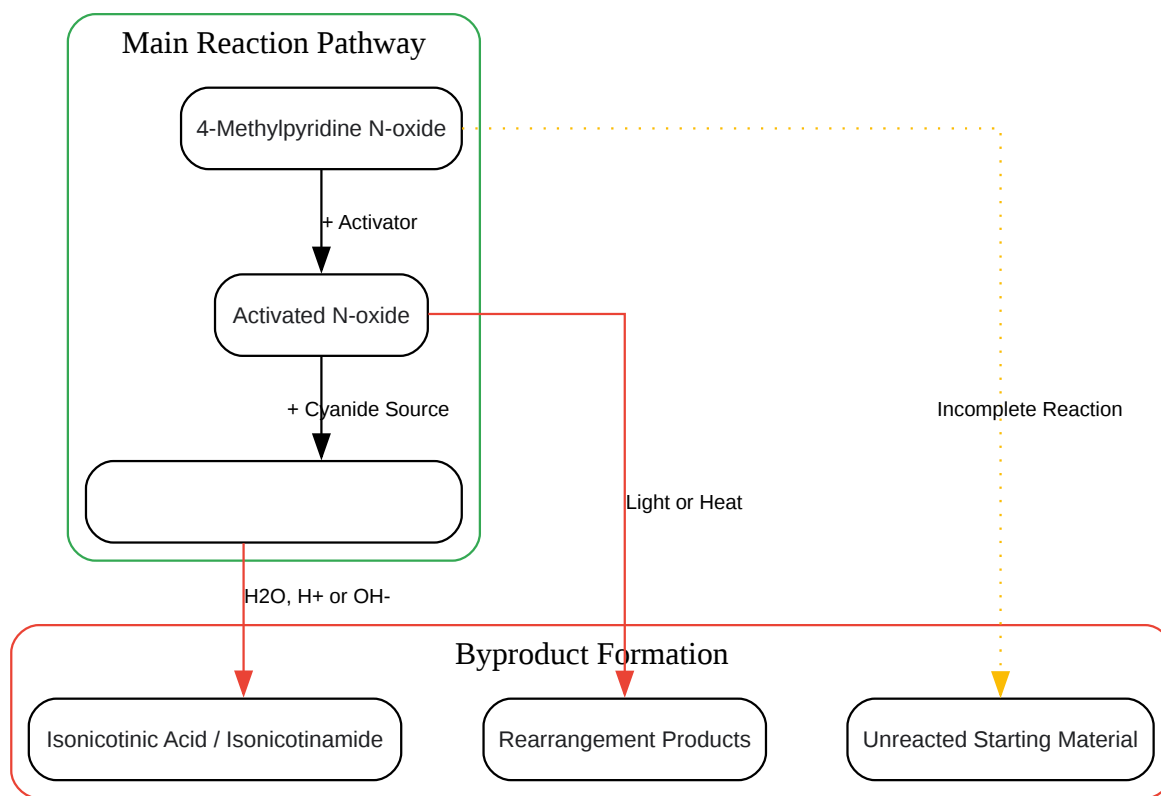 Main Reaction Pathway
4-Methylpyridine N-oxide
+ Activator
Activated N-oxide
+ Cyanide Source
Incomplete Reaction
Light or Heat
H2O, H+ or OH-
Byproduct Formation
Isonicotinic Acid / Isonicotinamide
Rearrangement Products
Unreacted Starting Material